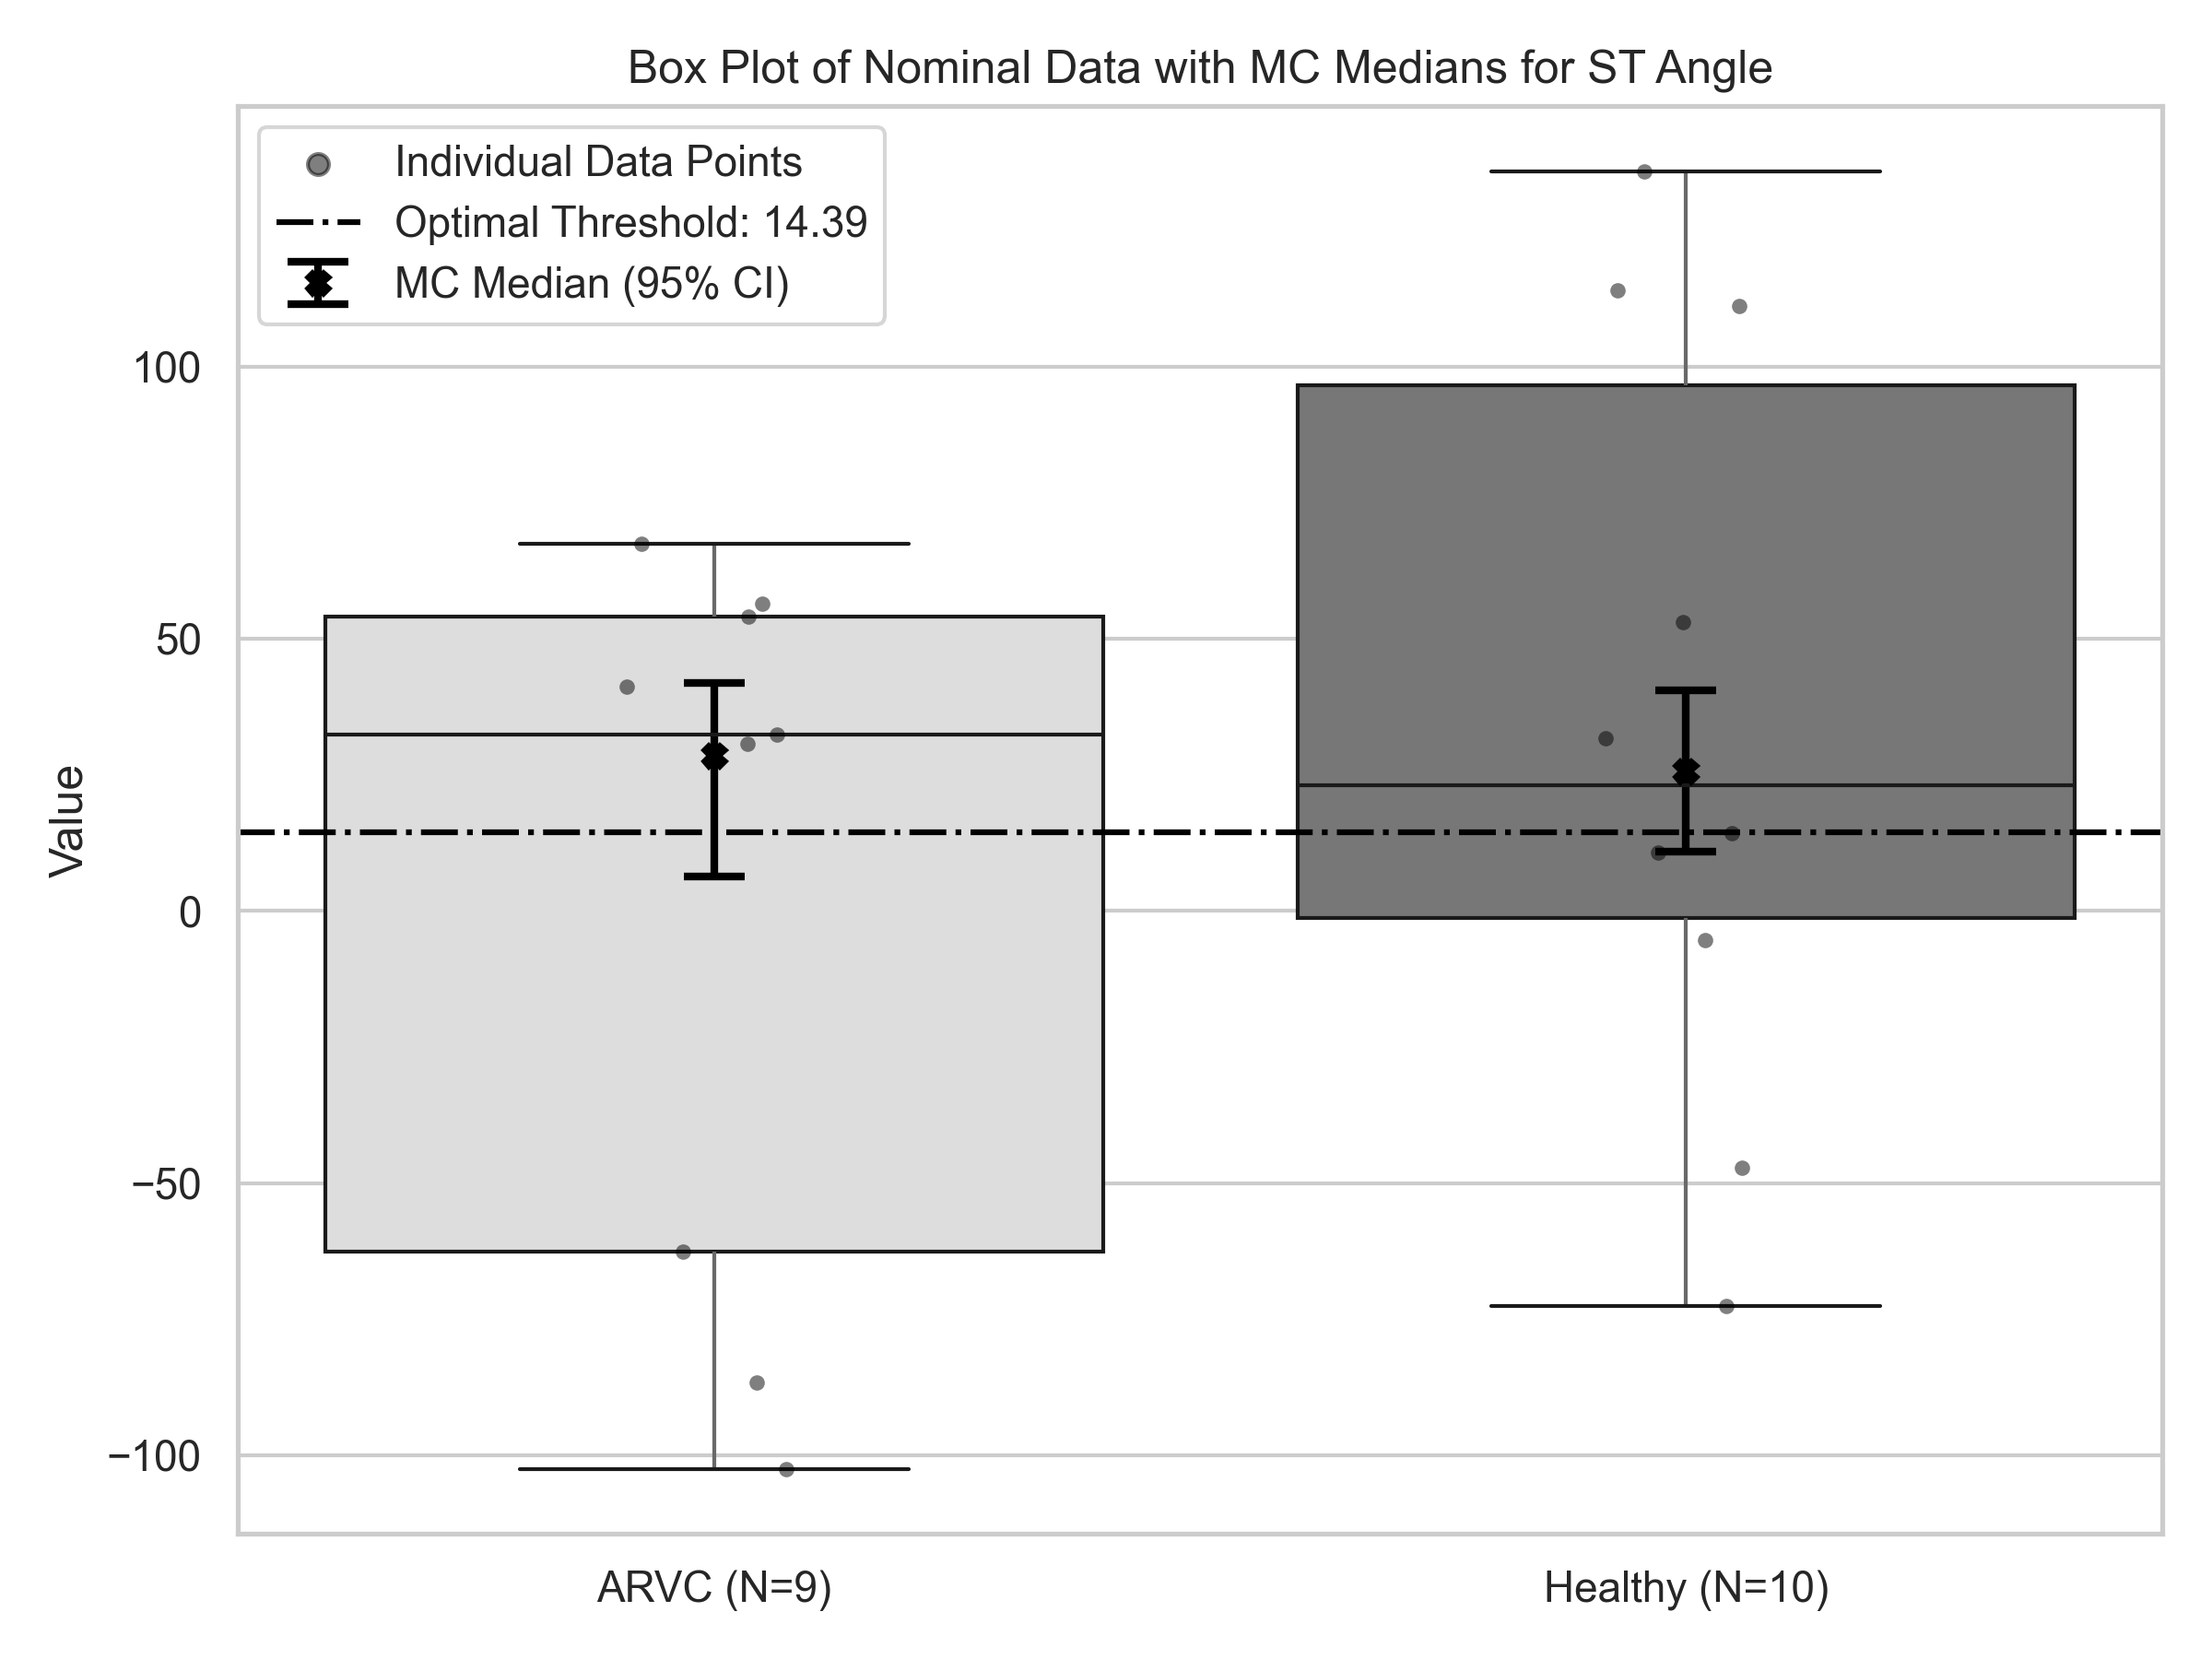 Box Plot of Nominal Data with MC Medians for ST Angle
Individual Data Points
Optimal Threshold: 14.39
MC Median (95% CI)
100
50
0
−50
−100
Value
ARVC (N=9)
Healthy (N=10)